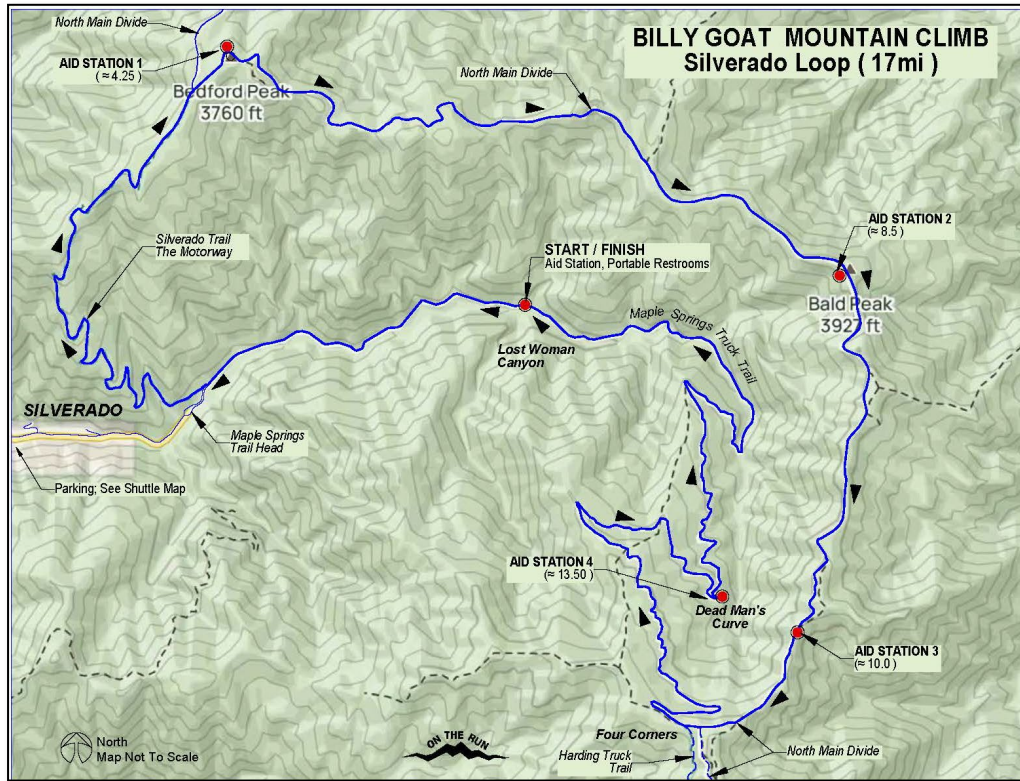 North Main Divide
BILLY GOAT MOUNTAIN CLIMB
Silverado Loop ( 17mi )
AID STATION 1
( ≈ 4.25 )
North Main Divide
Bedford Peak
3760 ft
AID STATION 2
( ≈ 8.5 )
Silverado Trail
The Motorway
START / FINISH
Aid Station, Portable Restrooms
Bald Peak
3927 ft
Maple Springs Truck Trail
Lost Woman
Canyon
SILVERADO
Maple Springs
Trail Head
Parking; See Shuttle Map
AID STATION 4
( ≈ 13.50 )
Dead Man's
Curve
AID STATION 3
( ≈ 10.0 )
Four Corners
North
Map Not To Scale
ON THE RUN
Harding Truck
Trail
North Main Divide